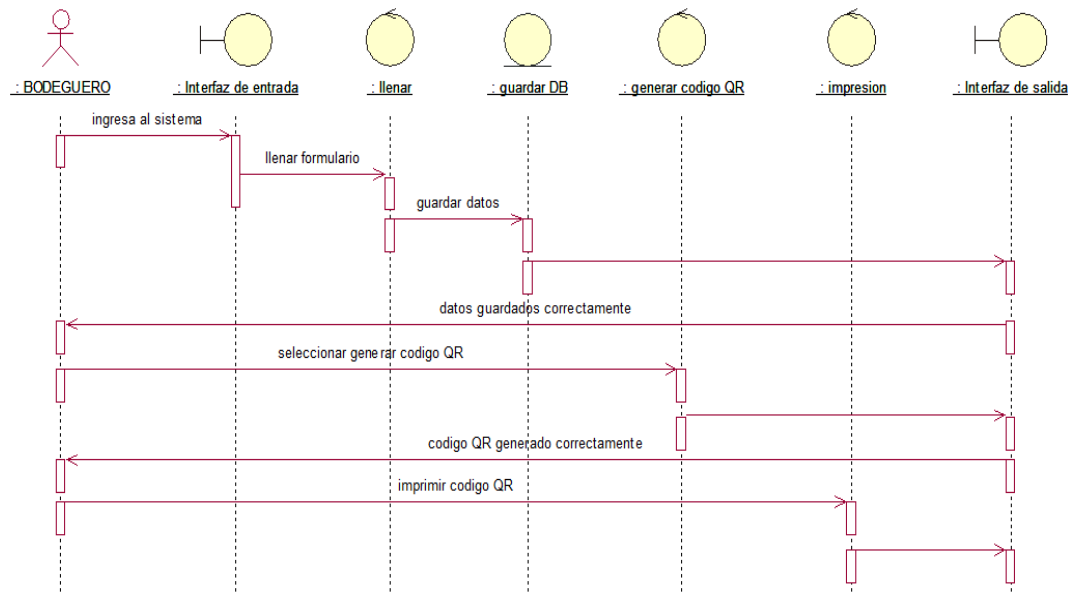 : BODEGUERO
: Interfaz de entrada
: llenar
: guardar DB
: generar codigo QR
: impresion
: Interfaz de salida
ingresa al sistema
llenar formulario
guardar datos
datos guardados correctamente
seleccionar generar codigo QR
codigo QR generado correctamente
imprimir codigo QR